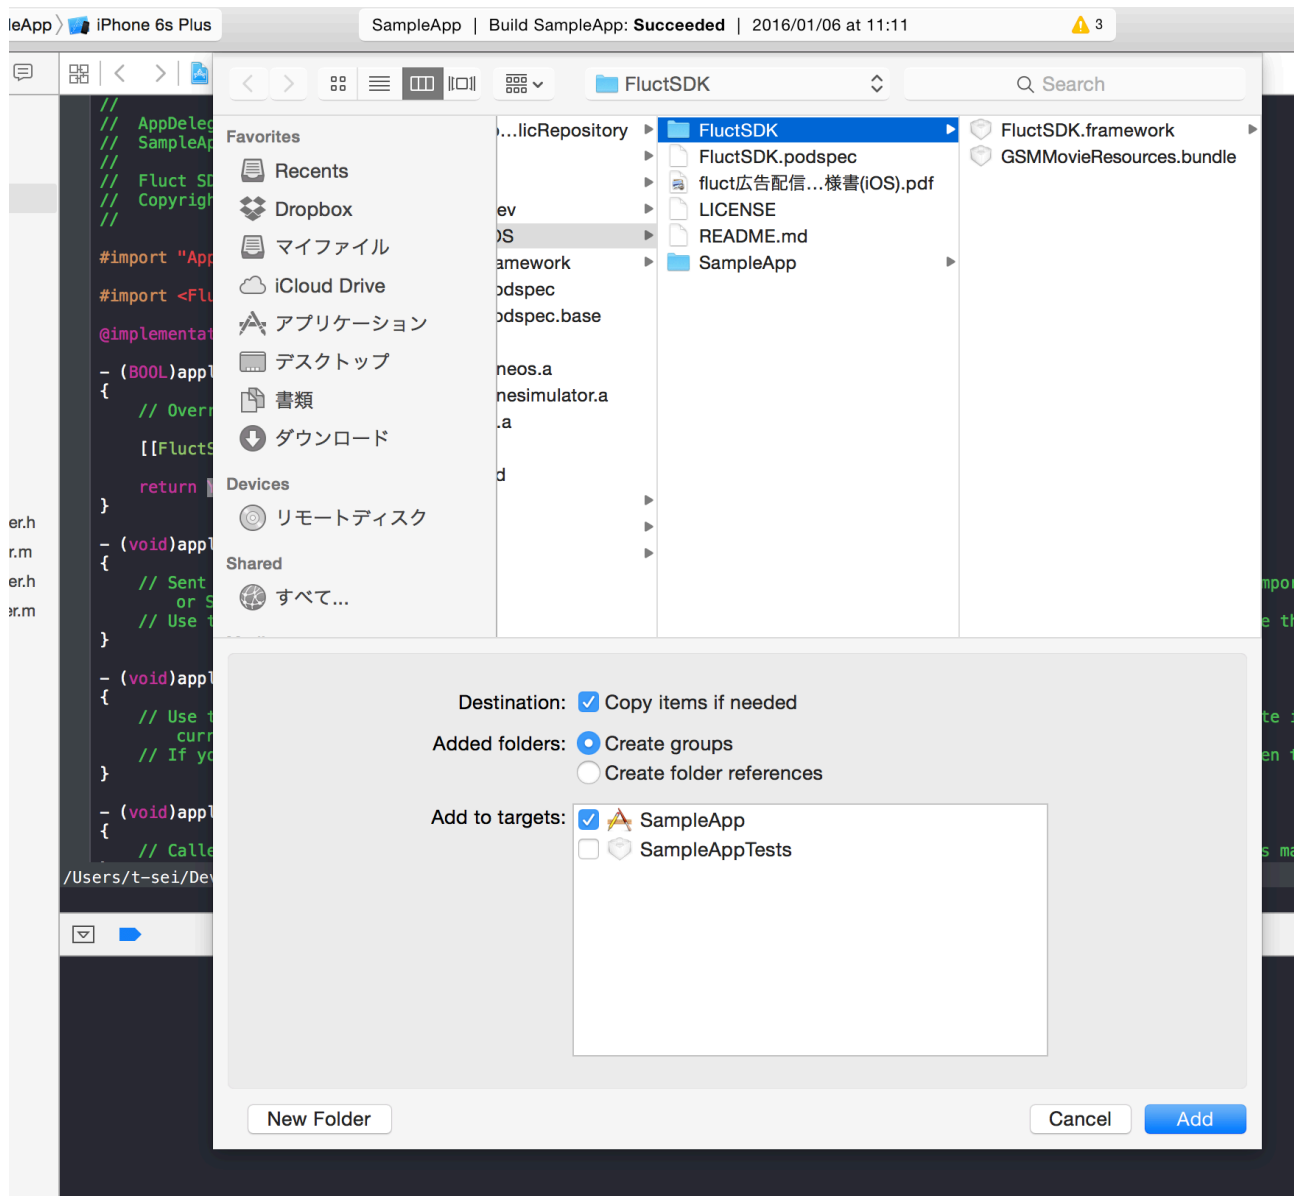 leApp iPhone 6s Plus
SampleApp | Build SampleApp: Succeeded | 2016/01/06 at 11:11
3
FluctSDK
Search
Favorites
Recents
Dropbox
マイファイル
iCloud Drive
アプリケーション
デスクトップ
書類
ダウンロード
Devices
リモートディスク
Shared
すべて...
...licRepository
ev
OS
amework
odspec
odspec.base
neos.a
nesimulator.a
.a
d
FluctSDK
FluctSDK.podspec
fluct広告配信...様書(iOS).pdf
LICENSE
README.md
SampleApp
FluctSDK.framework
GSMMovieResources.bundle
//
// AppDeleg
// SampleAp
//
// Fluct SD
// Copyrigh
//
#import "App
#import <Flu
@implementat
- (BOOL)appl
{
// Overr
[[FluctS
return
}
- (void)appl
{
// Sent
or S
// Use t
}
- (void)appl
{
// Use t
curr
// If yo
}
- (void)appl
{
// Calle
/Users/t-sei/Dev
er.h
r.m
er.h
er.m
mpor
e th
te i
en t
s ma
Destination: Copy items if needed
Added folders: Create groups
Create folder references
Add to targets: SampleApp
SampleAppTests
New Folder
Cancel
Add